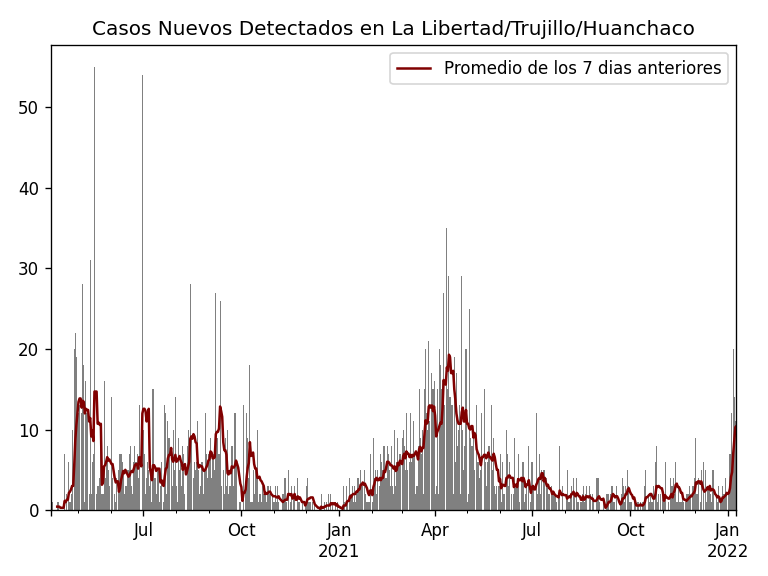 Casos Nuevos Detectados en La Libertad/Trujillo/Huanchaco
Promedio de los 7 dias anteriores
50
40
30
20
10
0
Jul
Oct
Jan
2021
Apr
Jul
Oct
Jan
2022